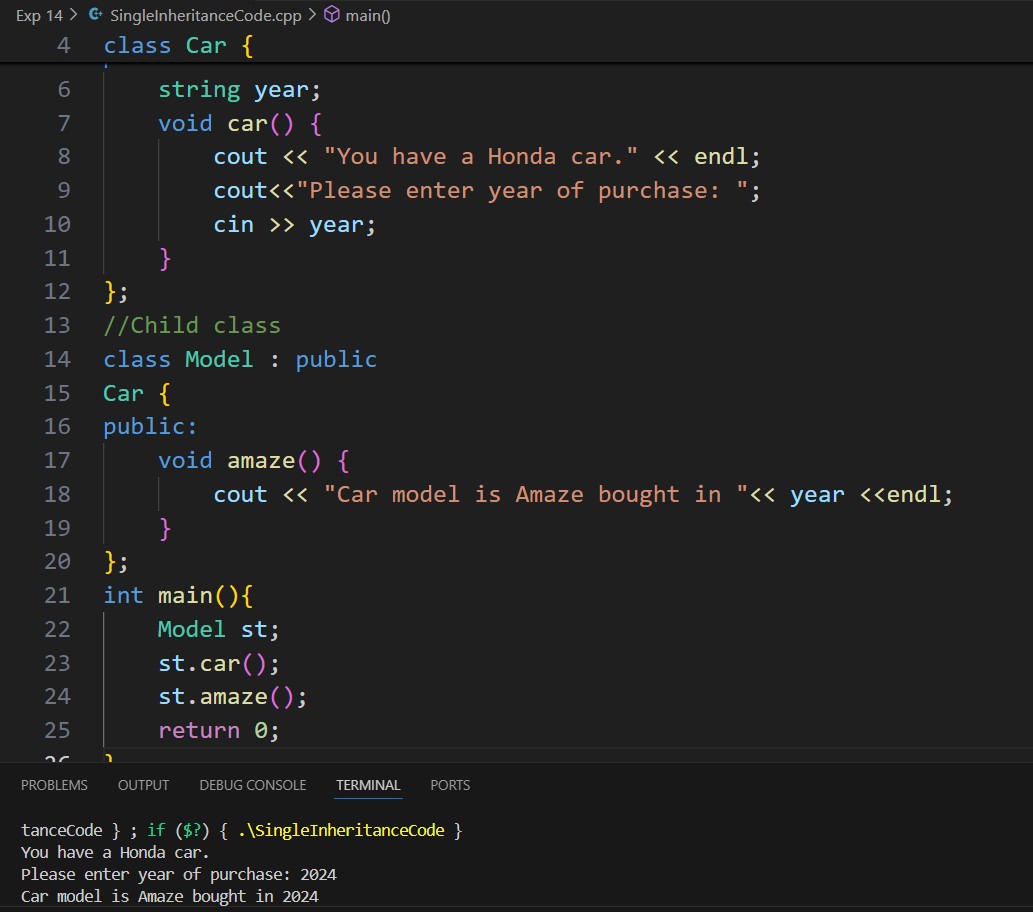 Exp 14 > SingleInheritanceCode.cpp > main()
4 class Car {
6     string year;
7     void car() {
8         cout << "You have a Honda car." << endl;
9         cout<<"Please enter year of purchase: ";
10         cin >> year;
11     }
12 };
13 //Child class
14 class Model : public
15 Car {
16 public:
17     void amaze() {
18         cout << "Car model is Amaze bought in "<< year <<endl;
19     }
20 };
21 int main(){
22     Model st;
23     st.car();
24     st.amaze();
25     return 0;
26 }
PROBLEMS OUTPUT DEBUG CONSOLE TERMINAL PORTS
tanceCode } ; if ($?) { .\SingleInheritanceCode }
You have a Honda car.
Please enter year of purchase: 2024
Car model is Amaze bought in 2024